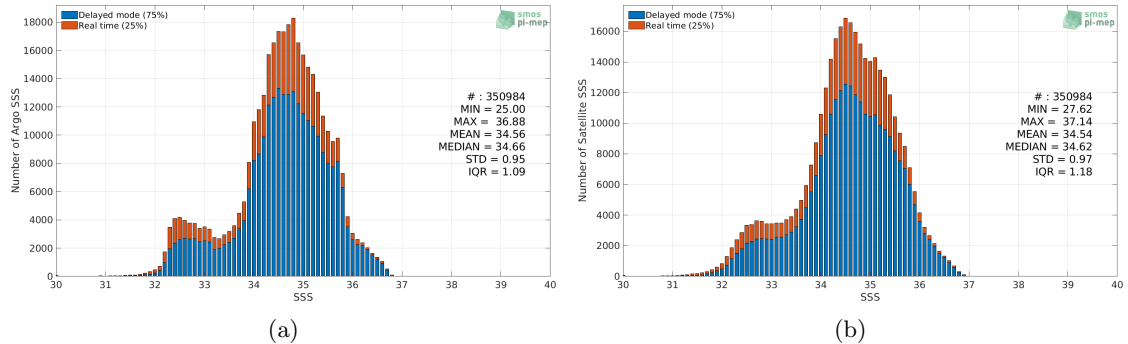 Delayed mode (75%)
Real time (25%)
smos
pi-mep
18000
16000
14000
12000
10000
8000
6000
4000
2000
0
Number of Argo SSS
# : 350984
MIN = 25.00
MAX = 36.88
MEAN = 34.56
MEDIAN = 34.66
STD = 0.95
IQR = 1.09
30 31 32 33 34 35 36 37 38 39 40
SSS
(a)
Delayed mode (75%)
Real time (25%)
smos
pi-mep
16000
14000
12000
10000
8000
6000
4000
2000
0
Number of Satellite SSS
# : 350984
MIN = 27.62
MAX = 37.14
MEAN = 34.54
MEDIAN = 34.62
STD = 0.97
IQR = 1.18
30 31 32 33 34 35 36 37 38 39 40
SSS
(b)